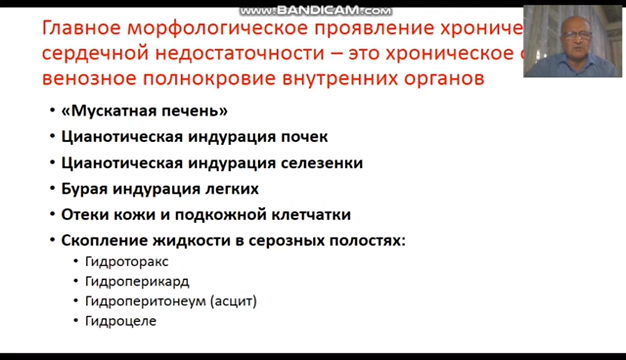 www.BANDICAM.com
Главное морфологическое проявление
сердечной недостаточности – это хроническое
венозное полнокровие внутренних органов
• «Мускатная печень»
• Цианотическая индурация почек
• Цианотическая индурация селезенки
• Бурая индурация легких
• Отеки кожи и подкожной клетчатки
• Скопление жидкости в серозных полостях:
• Гидроторакс
• Гидроперикард
• Гидроперитонеум (асцит)
• Гидроцеле